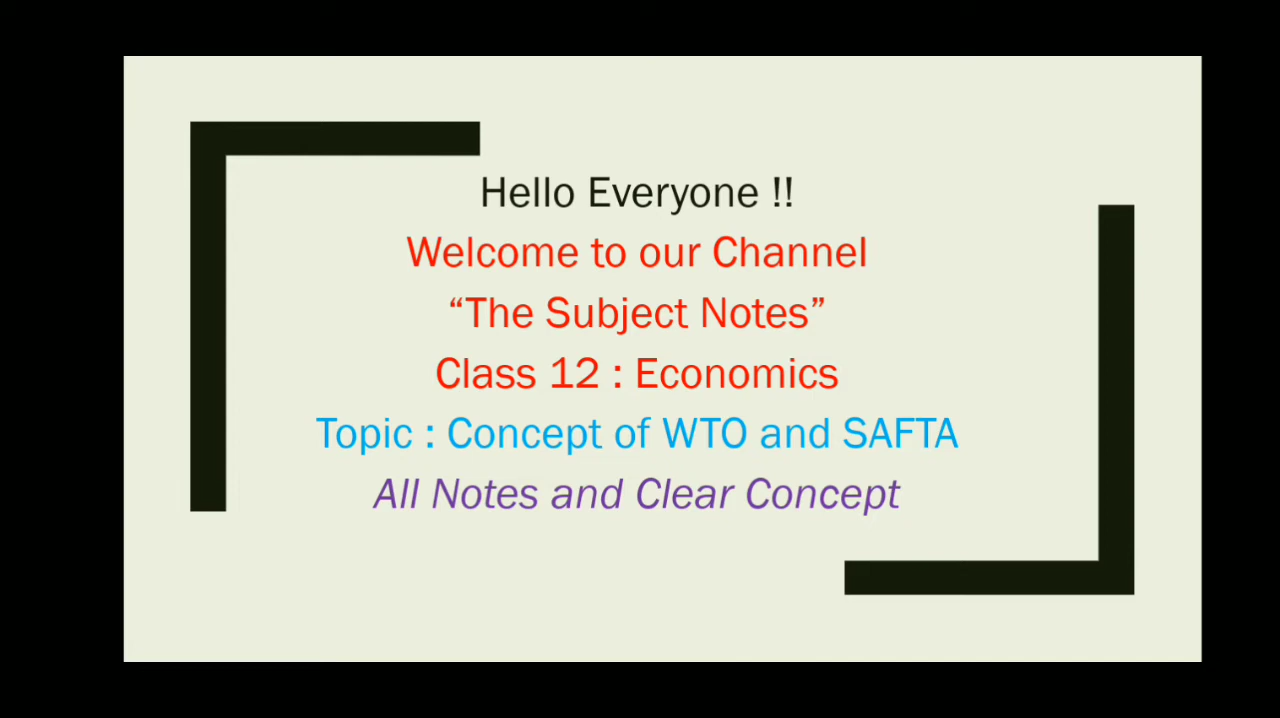 Hello Everyone !!
Welcome to our Channel
“The Subject Notes”
Class 12 : Economics
Topic : Concept of WTO and SAFTA
All Notes and Clear Concept